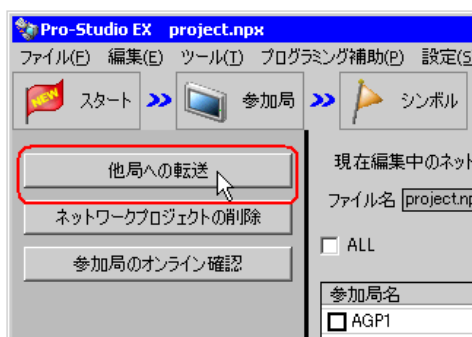 Pro-Studio EX project.npx
ファイル(F) 編集(E) ツール(T) プログラミング補助(P) 設定(S
NEW スタート 参加局 シンボル
他局への転送
ネットワークプロジェクトの削除
参加局のオンライン確認
現在編集中のネット
ファイル名 project.np
ALL
参加局名
AGP1